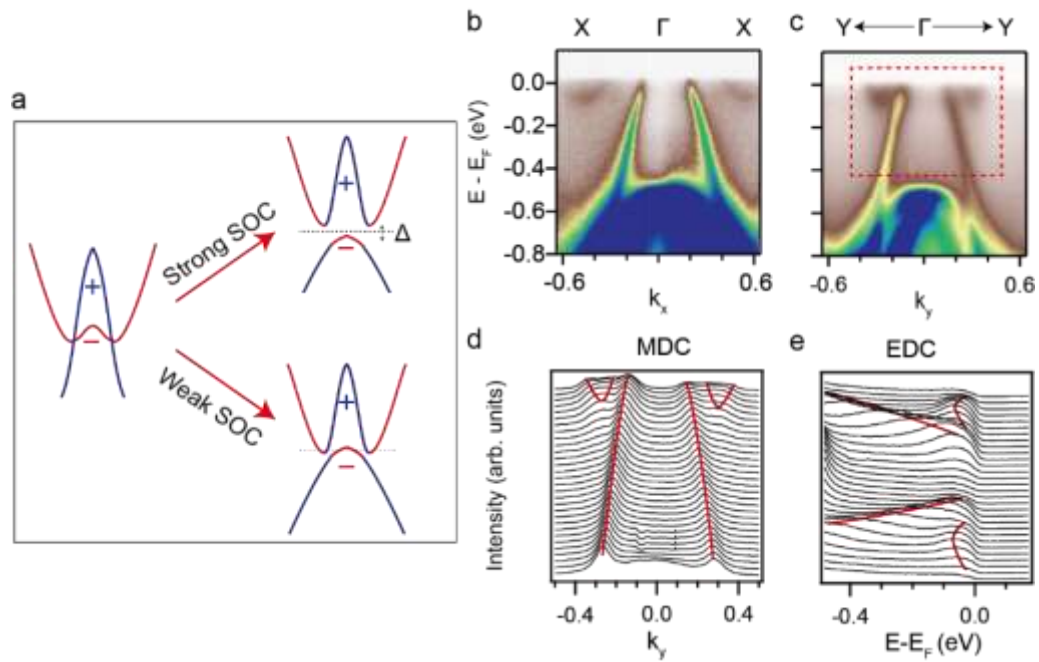 a
+
−
Strong SOC
Weak SOC
+
−
Δ
+
−
b
X Γ X
E - E_F (eV)
0.0
-0.2
-0.4
-0.6
-0.8
-0.6 0.6
k_x
c
Y Γ Y
-0.6 0.6
k_y
d
MDC
Intensity (arb. units)
-0.4 0.0 0.4
k_y
e
EDC
-0.4 0.0
E-E_F (eV)